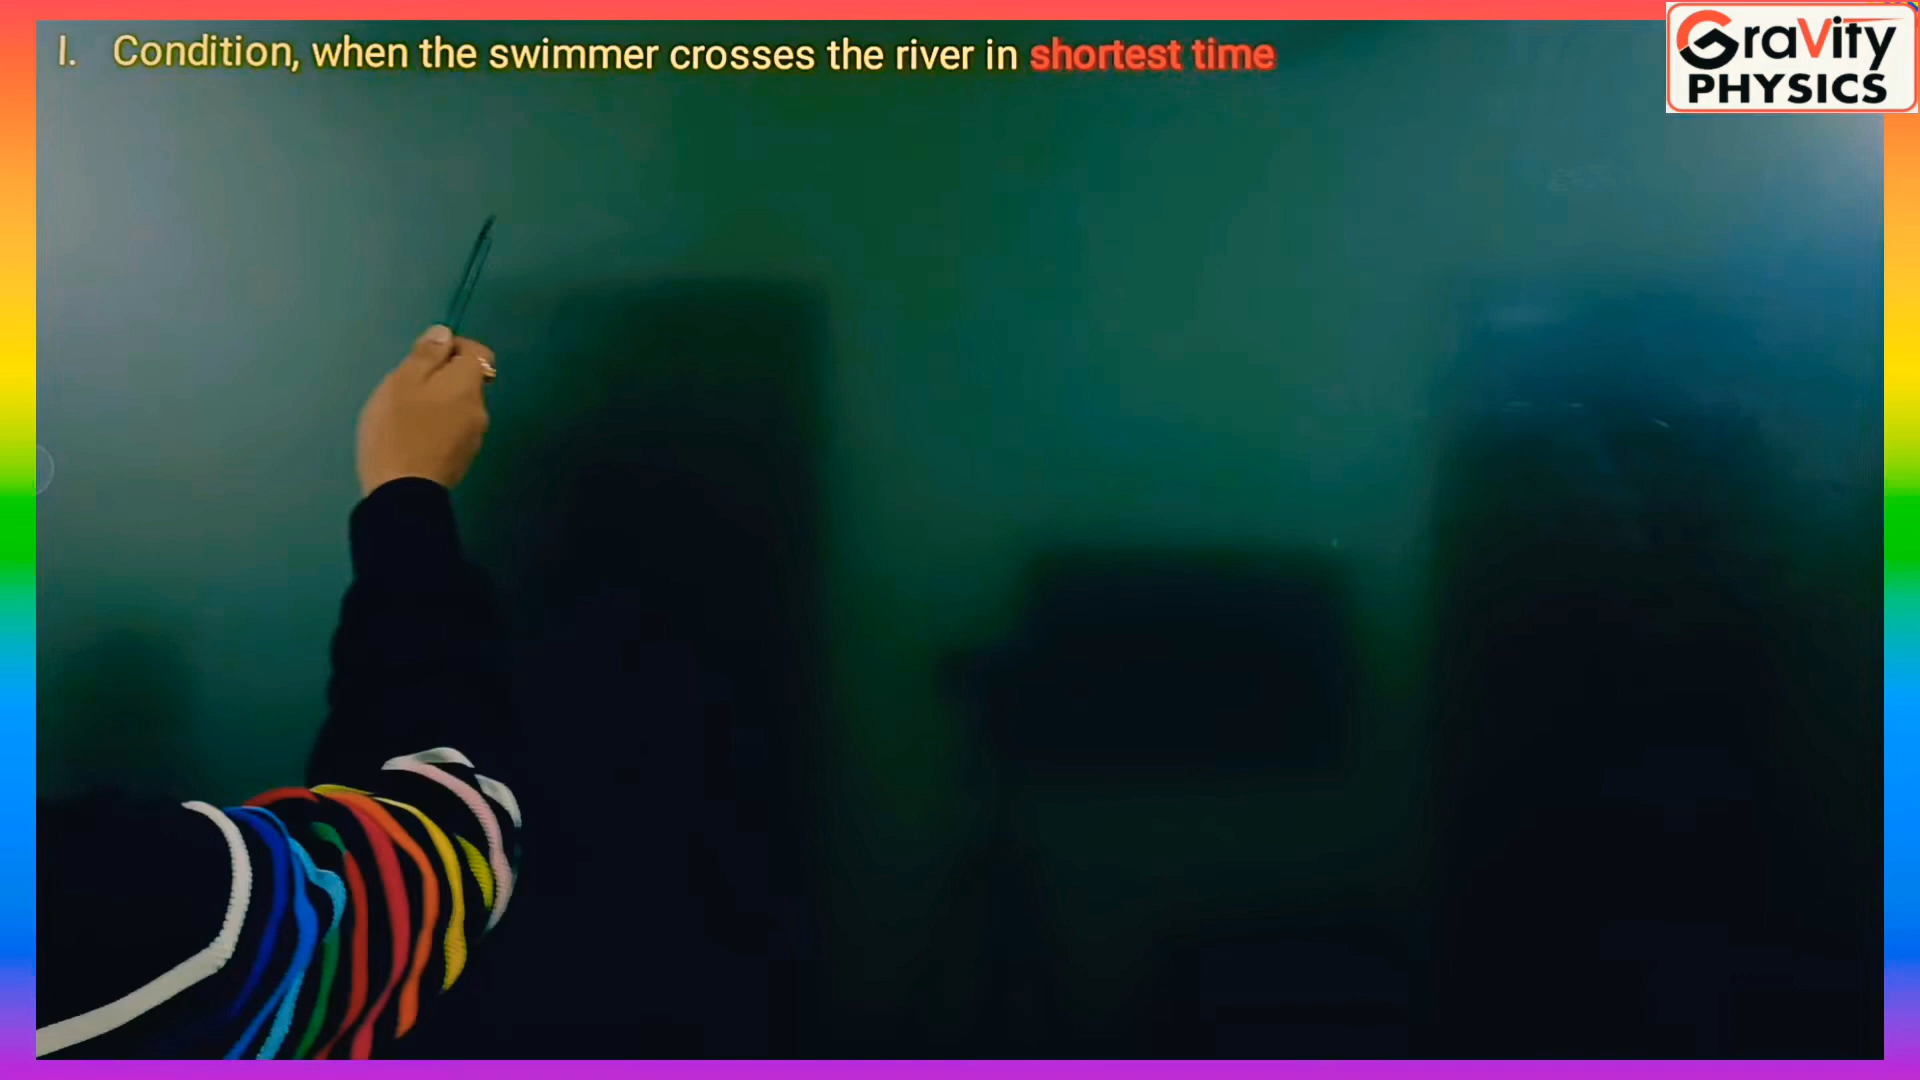 I. Condition, when the swimmer crosses the river in shortest time
GraVity
PHYSICS